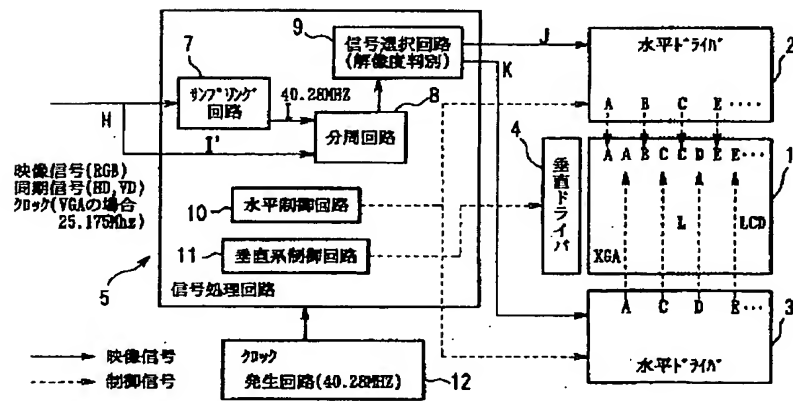 9
信号選択回路
(解像度判別)
J
K
水平ドライバ
2
A B C E ・・・・
7
サンプリング
回路
I
40.28MHZ
8
分周回路
H
I'
映像信号(RGB)
同期信号(HD,VD)
クロック(VGAの場合
25.175Mhz)
4
垂直ドライバ
A A B C C D E E・・・
1
L
LCD
XGA
10
水平制御回路
11
垂直系制御回路
5
信号処理回路
A C D E・・・
3
水平ドライバ
映像信号
制御信号
クロック
発生回路(40.28MHZ)
12